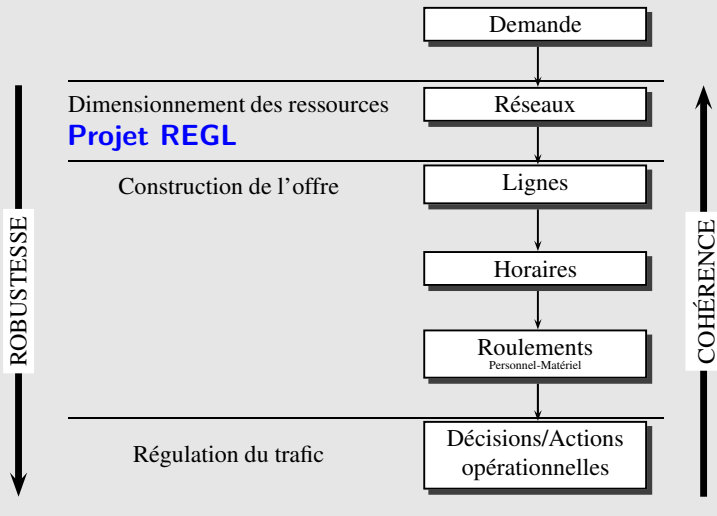 Demande
Dimensionnement des ressources
Projet REGL
Réseaux
Construction de l'offre
Lignes
Horaires
Roulements
Personnel-Matériel
Régulation du trafic
Décisions/Actions
opérationnelles
ROBUSTESSE
COHÉRENCE